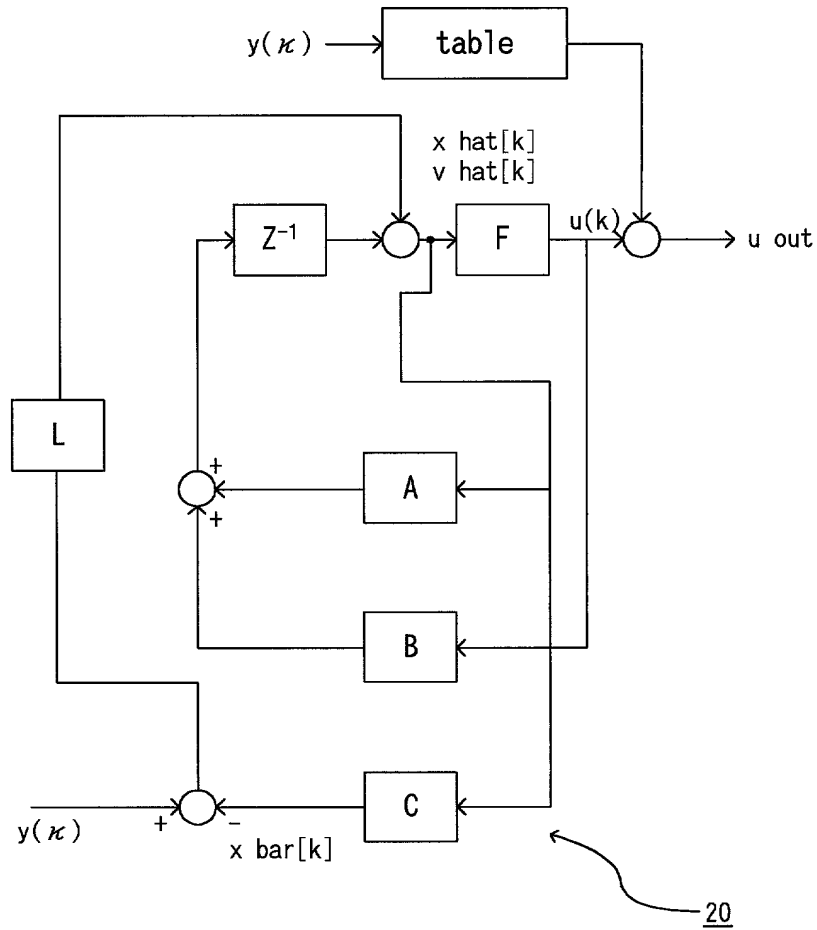 y(κ)
table
x hat[k]
v hat[k]
Z⁻¹
F
u(k)
u out
L
+
A
+
B
C
y(κ)
+
-
x bar[k]
20